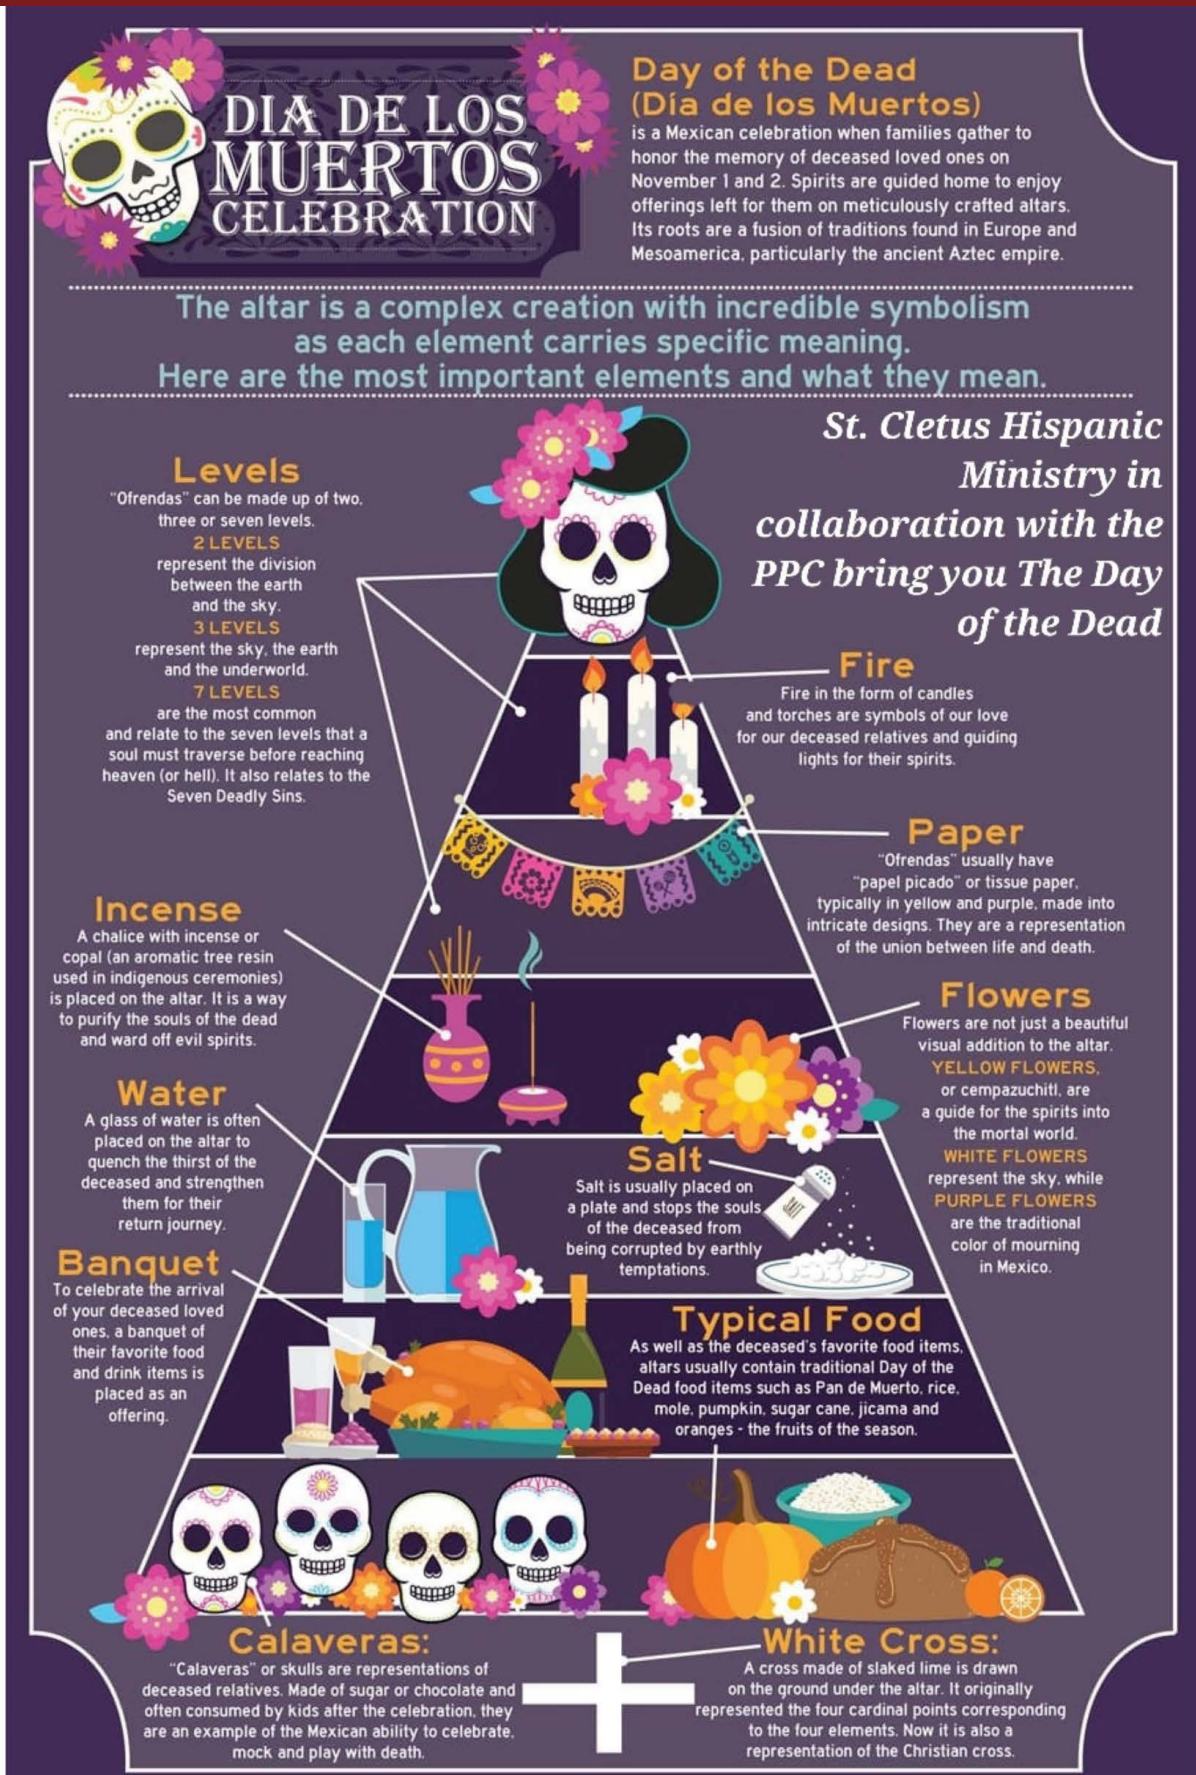 DIA DE LOS
MUERTOS
CELEBRATION
Day of the Dead
(Día de los Muertos)
is a Mexican celebration when families gather to
honor the memory of deceased loved ones on
November 1 and 2. Spirits are guided home to enjoy
offerings left for them on meticulously crafted altars.
Its roots are a fusion of traditions found in Europe and
Mesoamerica, particularly the ancient Aztec empire.
The altar is a complex creation with incredible symbolism
as each element carries specific meaning.
Here are the most important elements and what they mean.
St. Cletus Hispanic
Ministry in
collaboration with the
PPC bring you The Day
of the Dead
Levels
"Ofrendas" can be made up of two,
three or seven levels.
2 LEVELS
represent the division
between the earth
and the sky.
3 LEVELS
represent the sky, the earth
and the underworld.
7 LEVELS
are the most common
and relate to the seven levels that a
soul must traverse before reaching
heaven (or hell). It also relates to the
Seven Deadly Sins.
Fire
Fire in the form of candles
and torches are symbols of our love
for our deceased relatives and guiding
lights for their spirits.
Paper
"Ofrendas" usually have
"papel picado" or tissue paper,
typically in yellow and purple, made into
intricate designs. They are a representation
of the union between life and death.
Incense
A chalice with incense or
copal (an aromatic tree resin
used in indigenous ceremonies)
is placed on the altar. It is a way
to purify the souls of the dead
and ward off evil spirits.
Flowers
Flowers are not just a beautiful
visual addition to the altar.
YELLOW FLOWERS,
or cempazuchitl, are
a guide for the spirits into
the mortal world.
WHITE FLOWERS
represent the sky, while
PURPLE FLOWERS
are the traditional
color of mourning
in Mexico.
Water
A glass of water is often
placed on the altar to
quench the thirst of the
deceased and strengthen
them for their
return journey.
Salt
Salt is usually placed on
a plate and stops the souls
of the deceased from
being corrupted by earthly
temptations.
SALT
Banquet
To celebrate the arrival
of your deceased loved
ones, a banquet of
their favorite food
and drink items is
placed as an
offering.
Typical Food
As well as the deceased's favorite food items,
altars usually contain traditional Day of the
Dead food items such as Pan de Muerto, rice,
mole, pumpkin, sugar cane, jicama and
oranges - the fruits of the season.
Calaveras:
"Calaveras" or skulls are representations of
deceased relatives. Made of sugar or chocolate and
often consumed by kids after the celebration, they
are an example of the Mexican ability to celebrate,
mock and play with death.
White Cross:
A cross made of slaked lime is drawn
on the ground under the altar. It originally
represented the four cardinal points corresponding
to the four elements. Now it is also a
representation of the Christian cross.